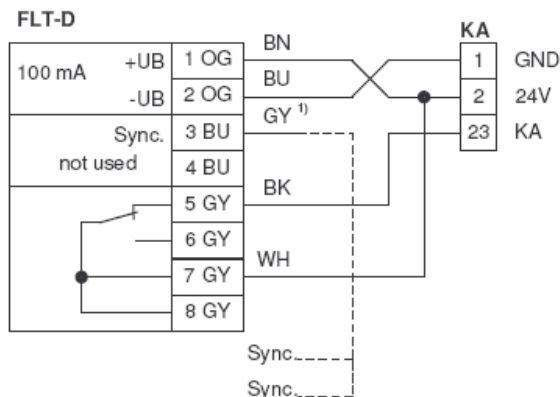 FLT-D
KA
100 mA
+UB
1 OG
BN
1
GND
-UB
2 OG
BU
2
24V
Sync.
3 BU
GY 1)
23
KA
not used
4 BU
5 GY
BK
6 GY
7 GY
WH
8 GY
Sync.
Sync.